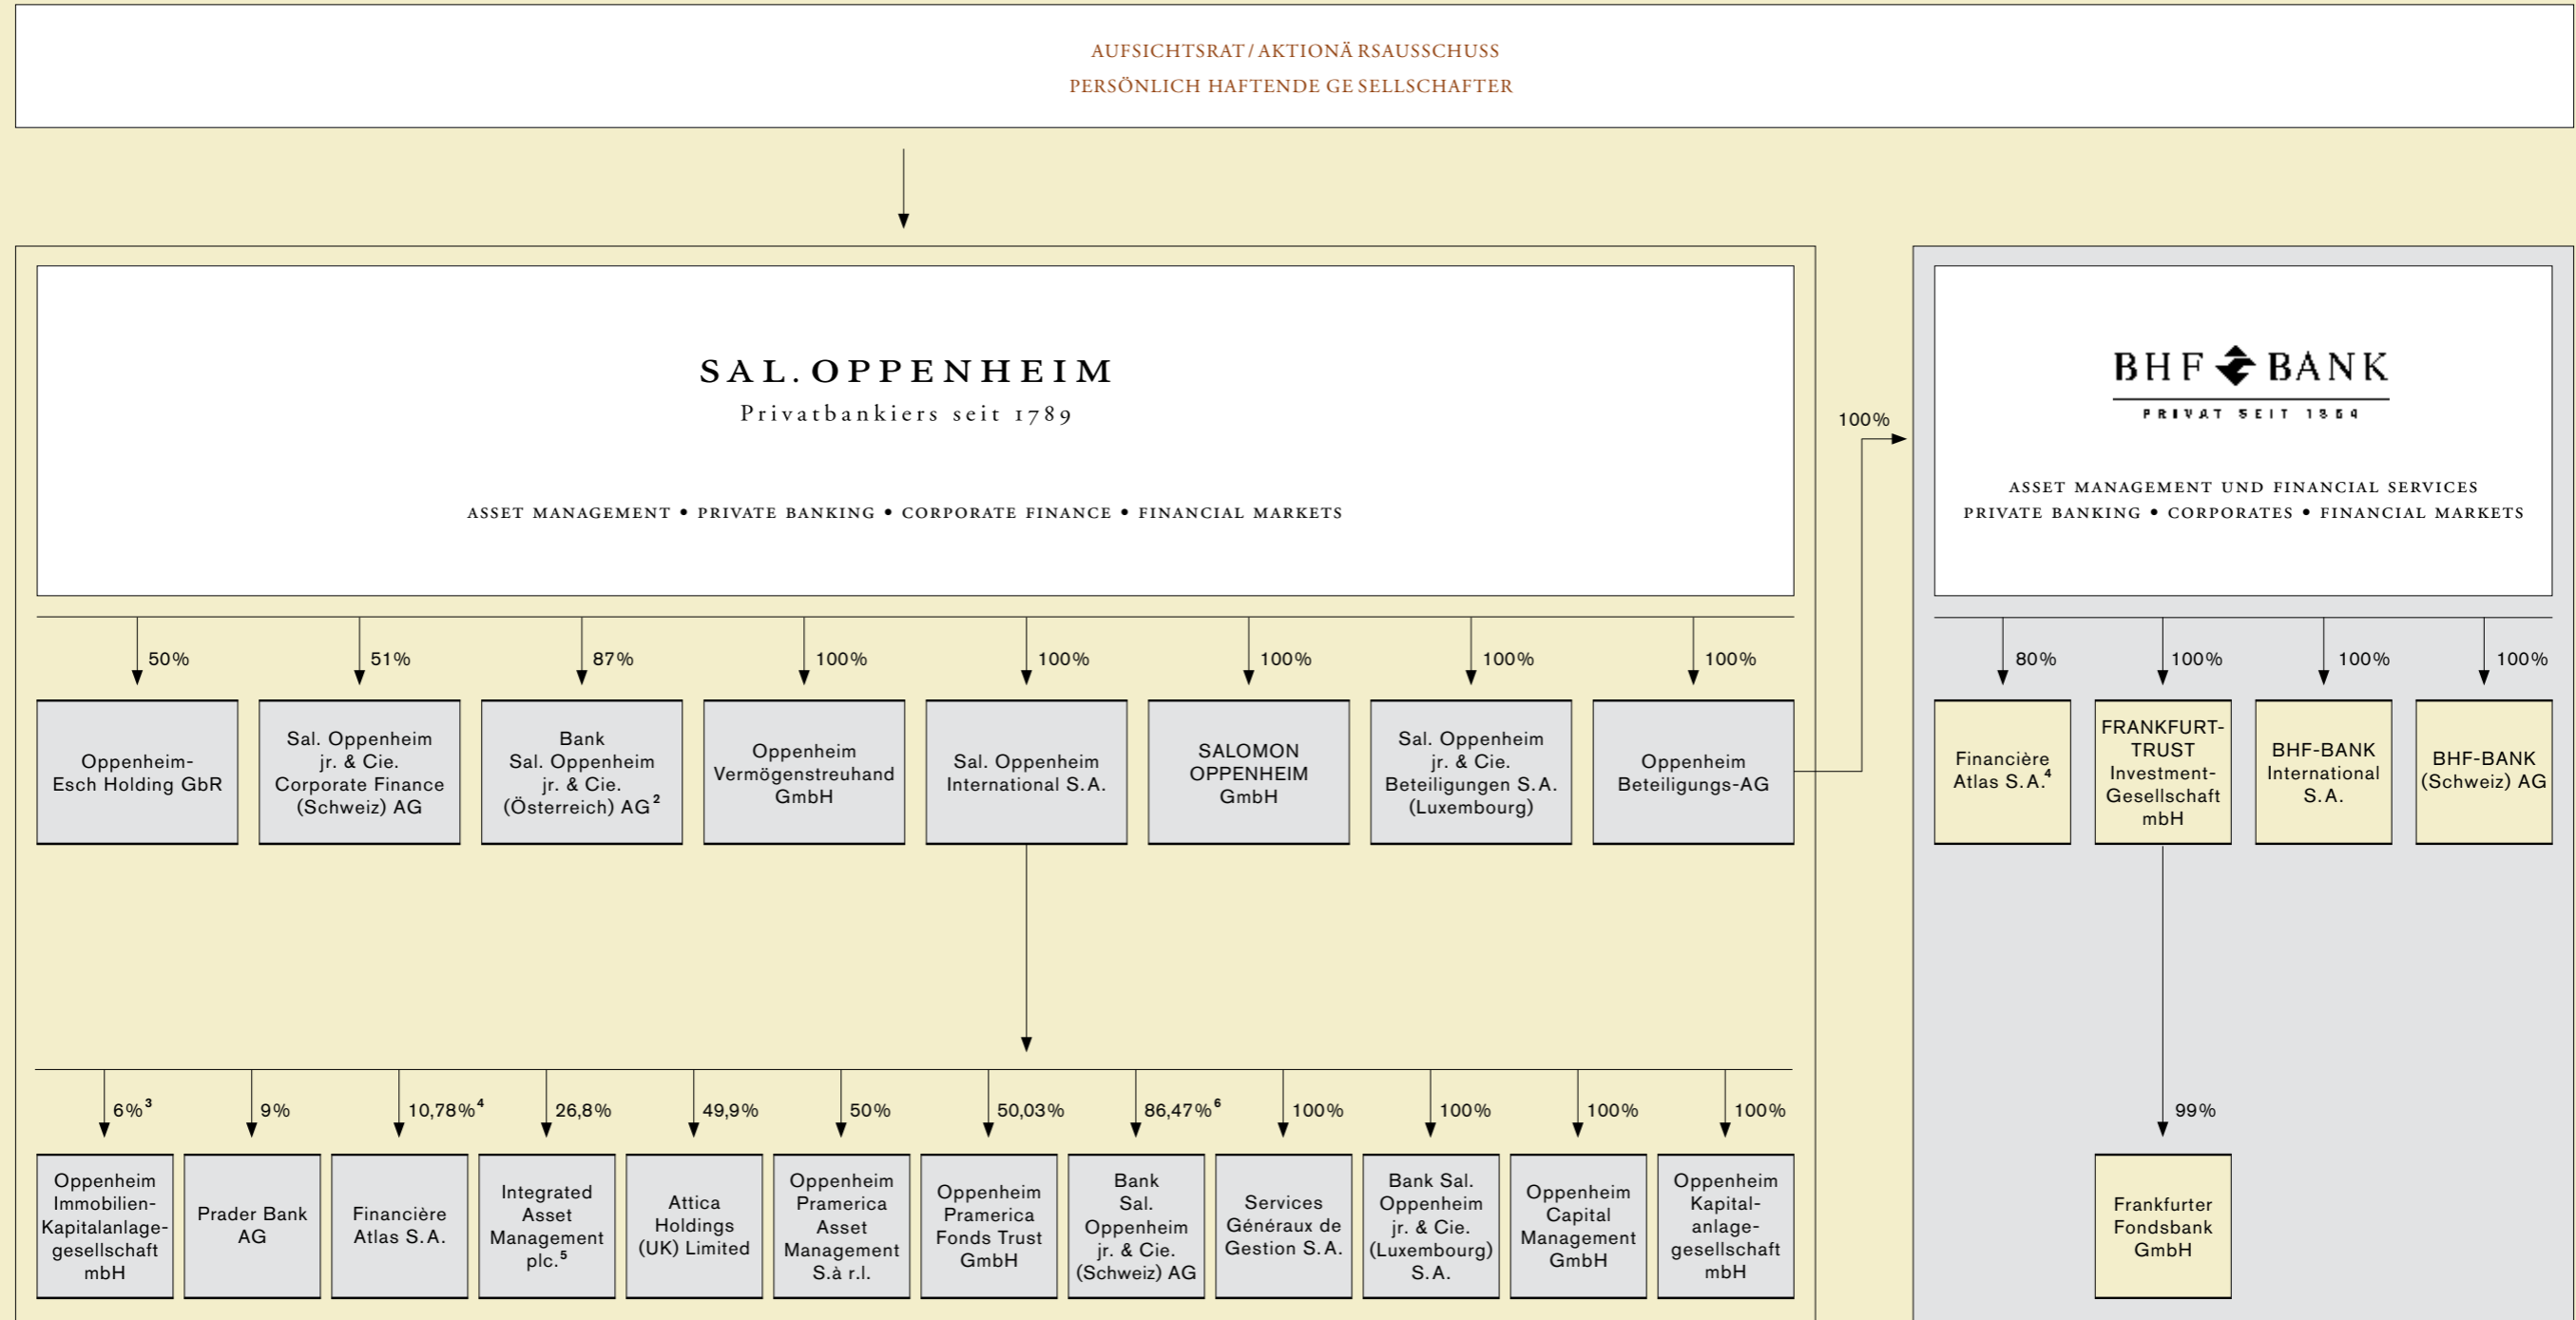 AUFSICHTSRAT/AKTIONÄ RSAUSSCHUSS
PERSÖNLICH HAFTENDE GE SELLSCHAFTER
SAL. OPPENHEIM
Privatbankiers seit 1789
ASSET MANAGEMENT • PRIVATE BANKING • CORPORATE FINANCE • FINANCIAL MARKETS
100%
BHF BANK
PRIVAT SEIT 1854
ASSET MANAGEMENT UND FINANCIAL SERVICES
PRIVATE BANKING • CORPORATES • FINANCIAL MARKETS
50%
51%
87%
100%
100%
100%
100%
100%
80%
100%
100%
100%
Oppenheim-
Esch Holding GbR
Sal. Oppenheim
jr. & Cie.
Corporate Finance
(Schweiz) AG
Bank
Sal. Oppenheim
jr. & Cie.
(Österreich) AG²
Oppenheim
Vermögenstreuhand
GmbH
Sal. Oppenheim
International S.A.
SALOMON
OPPENHEIM
GmbH
Sal. Oppenheim
jr. & Cie.
Beteiligungen S.A.
(Luxembourg)
Oppenheim
Beteiligungs-AG
Financière
Atlas S.A.⁴
FRANKFURT-
TRUST
Investment-
Gesellschaft
mbH
BHF-BANK
International
S.A.
BHF-BANK
(Schweiz) AG
6%³
9%
10,78%⁴
26,8%
49,9%
50%
50,03%
86,47%⁶
100%
100%
100%
100%
99%
Oppenheim
Immobilien-
Kapitalanlage-
gesellschaft
mbH
Prader Bank
AG
Financière
Atlas S.A.
Integrated
Asset
Management
plc.⁵
Attica
Holdings
(UK) Limited
Oppenheim
Pramerica
Asset
Management
S.à r.l.
Oppenheim
Pramerica
Fonds Trust
GmbH
Bank
Sal.
Oppenheim
jr. & Cie.
(Schweiz) AG
Services
Généraux de
Gestion S.A.
Bank Sal.
Oppenheim
jr. & Cie.
(Luxembourg)
S.A.
Oppenheim
Capital
Management
GmbH
Oppenheim
Kapital-
anlage-
gesellschaft
mbH
Frankfurter
Fondsbank
GmbH